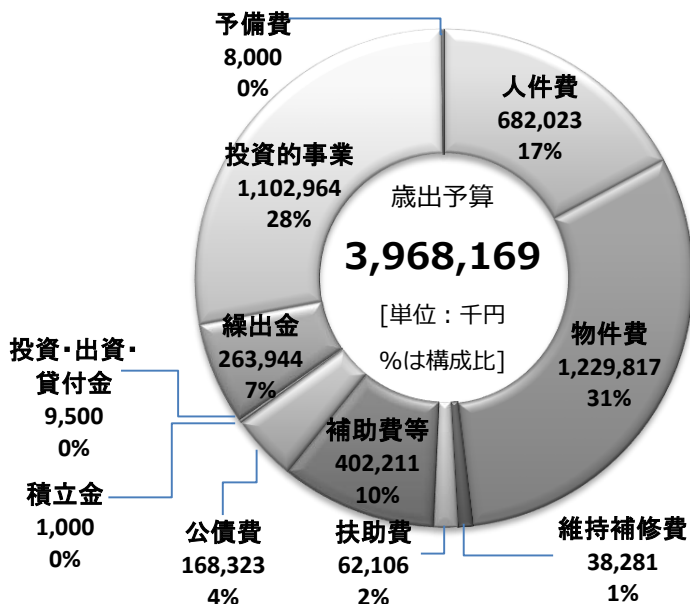 予備費
8,000
0%
人件費
682,023
17%
投資的事業
1,102,964
28%
歳出予算
3,968,169
[単位：千円
%は構成比]
物件費
1,229,817
31%
繰出金
263,944
7%
投資・出資・
貸付金
9,500
0%
補助費等
402,211
10%
積立金
1,000
0%
公債費
168,323
4%
扶助費
62,106
2%
維持補修費
38,281
1%